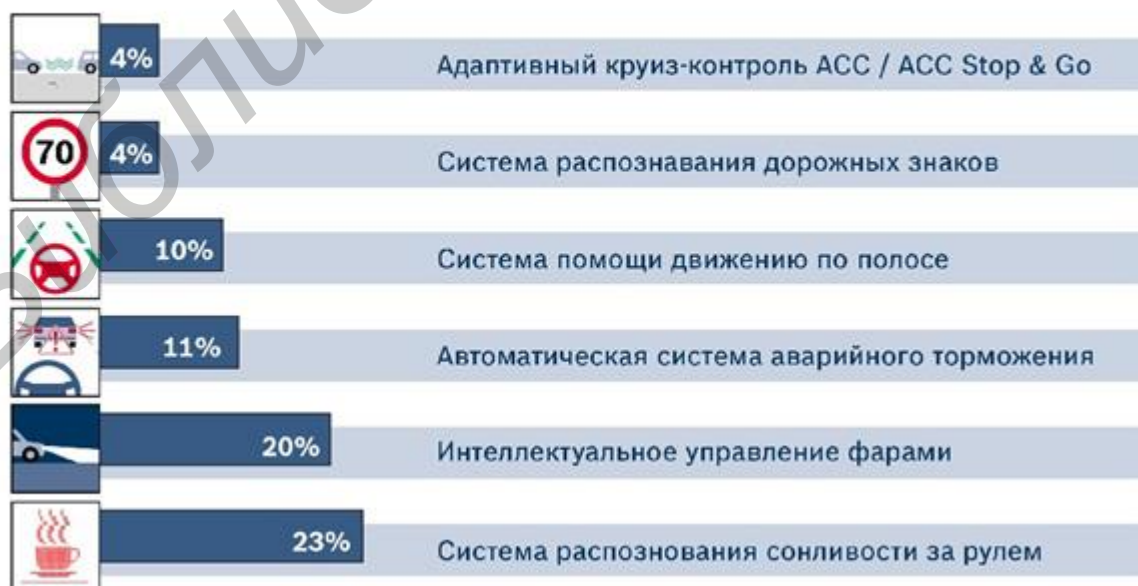 4% Адаптивный круиз-контроль ACC / ACC Stop & Go
70 4% Система распознавания дорожных знаков
10% Система помощи движению по полосе
11% Автоматическая система аварийного торможения
20% Интеллектуальное управление фарами
23% Система распознования сонливости за рулем